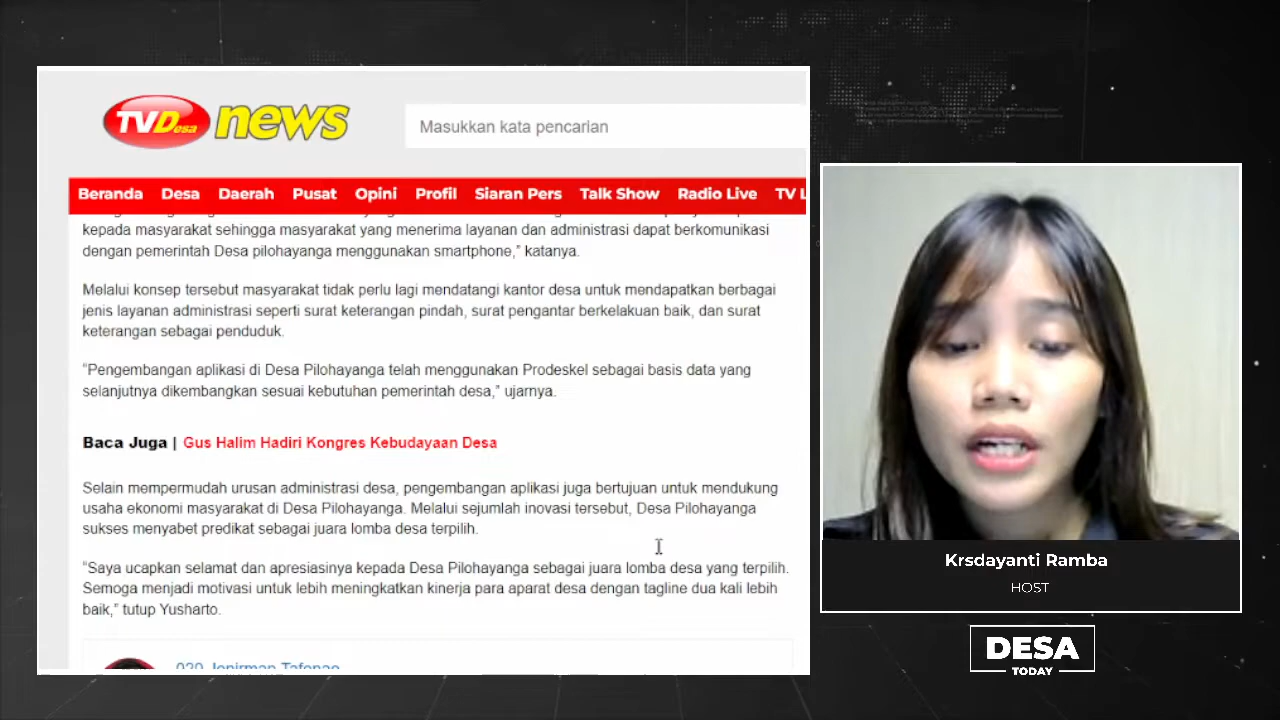 TVDesa news
Masukkan kata pencarian
Beranda Desa Daerah Pusat Opini Profil Siaran Pers Talk Show Radio Live TV L
kepada masyarakat sehingga masyarakat yang menerima layanan dan administrasi dapat berkomunikasi
dengan pemerintah Desa pilohayanga menggunakan smartphone,” katanya.
Melalui konsep tersebut masyarakat tidak perlu lagi mendatangi kantor desa untuk mendapatkan berbagai
jenis layanan administrasi seperti surat keterangan pindah, surat pengantar berkelakuan baik, dan surat
keterangan sebagai penduduk.
“Pengembangan aplikasi di Desa Pilohayanga telah menggunakan Prodeskel sebagai basis data yang
selanjutnya dikembangkan sesuai kebutuhan pemerintah desa,” ujarnya.
Baca Juga | Gus Halim Hadiri Kongres Kebudayaan Desa
Selain mempermudah urusan administrasi desa, pengembangan aplikasi juga bertujuan untuk mendukung
usaha ekonomi masyarakat di Desa Pilohayanga. Melalui sejumlah inovasi tersebut, Desa Pilohayanga
sukses menyabet predikat sebagai juara lomba desa terpilih.
“Saya ucapkan selamat dan apresiasinya kepada Desa Pilohayanga sebagai juara lomba desa yang terpilih.
Semoga menjadi motivasi untuk lebih meningkatkan kinerja para aparat desa dengan tagline dua kali lebih
baik,” tutup Yusharto.
020 Jonirman Tafonao
Krsdayanti Ramba
HOST
DESA
TODAY